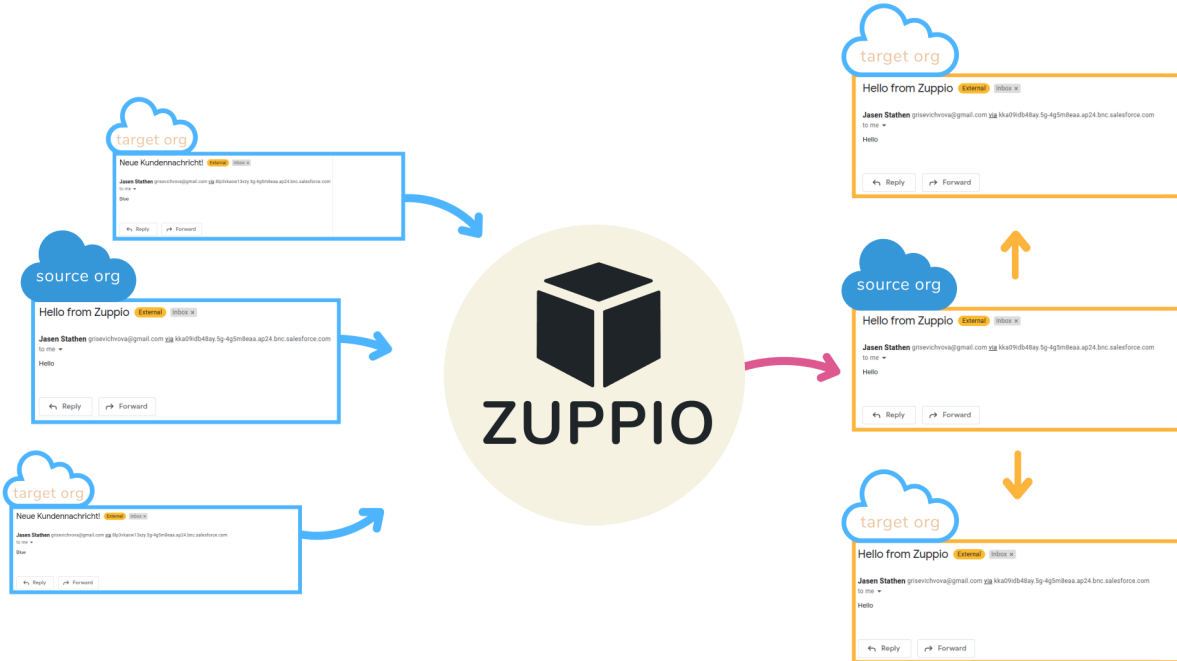 target org
Neue Kundennachricht! External Inbox ×
Jasen Stathen grisevichvova@gmail.com via
to me
Blue
Reply Forward
source org
Hello from Zuppio External Inbox ×
Jasen Stathen grisevichvova@gmail.com via kka09idb48ay.5g-4g5m8eaa.ap24.bnc.salesforce.com
to me
Hello
Reply Forward
target org
Neue Kundennachricht! External Inbox ×
Jasen Stathen grisevichvova@gmail.com via
to me
Blue
Reply Forward
ZUPPIO
target org
Hello from Zuppio External Inbox ×
Jasen Stathen grisevichvova@gmail.com via kka09idb48ay.5g-4g5m8eaa.ap24.bnc.salesforce.com
to me
Hello
Reply Forward
source org
Hello from Zuppio External Inbox ×
Jasen Stathen grisevichvova@gmail.com via kka09idb48ay.5g-4g5m8eaa.ap24.bnc.salesforce.com
to me
Hello
Reply Forward
target org
Hello from Zuppio External Inbox ×
Jasen Stathen grisevichvova@gmail.com via kka09idb48ay.5g-4g5m8eaa.ap24.bnc.salesforce.com
to me
Hello
Reply Forward